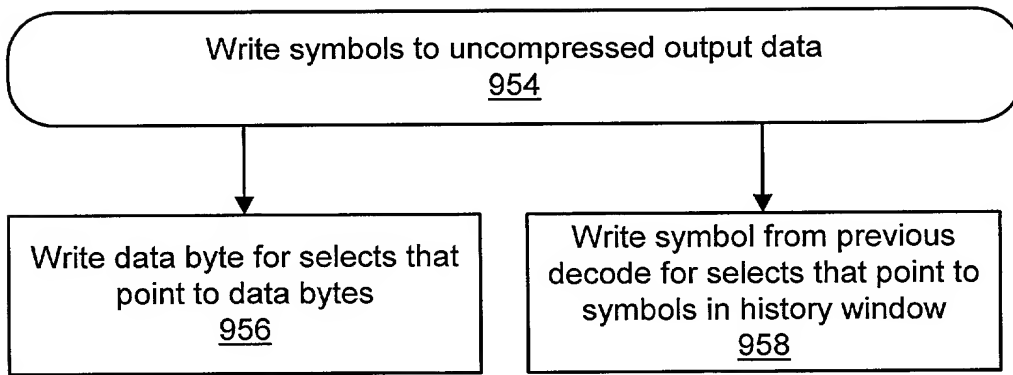 Write symbols to uncompressed output data
954
Write data byte for selects that
point to data bytes
956
Write symbol from previous
decode for selects that point to
symbols in history window
958